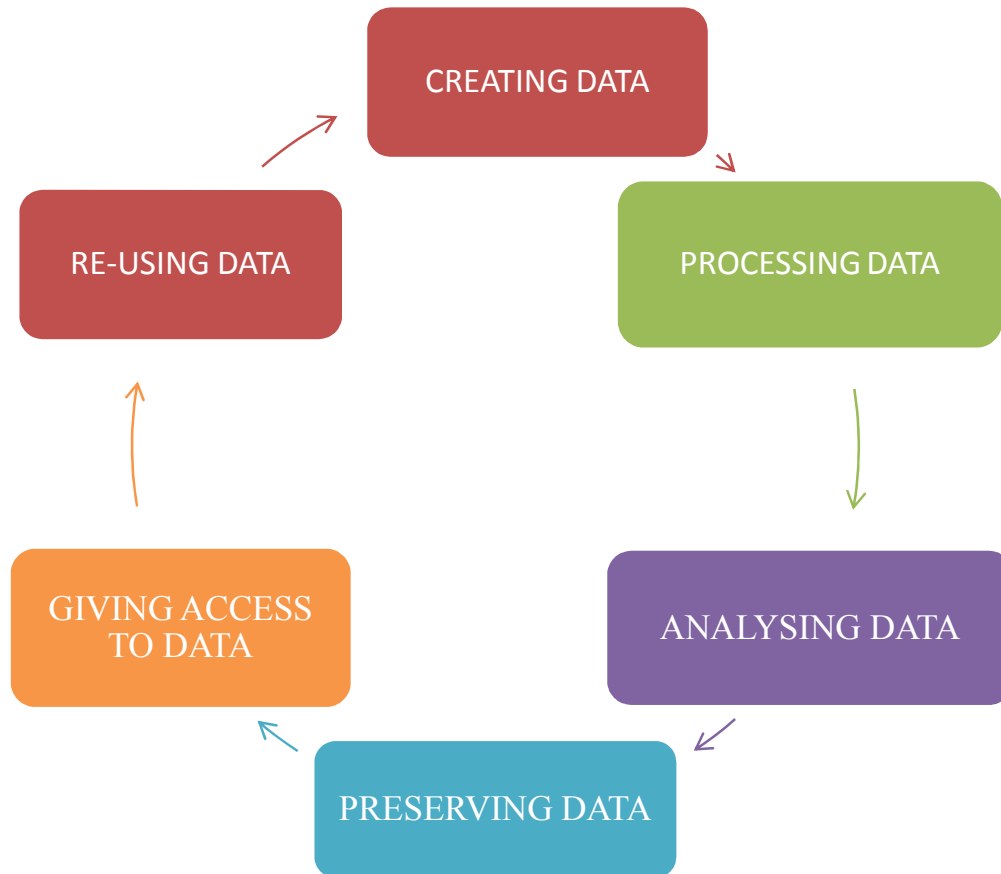 CREATING DATA
PROCESSING DATA
ANALYSING DATA
PRESERVING DATA
GIVING ACCESS
TO DATA
RE-USING DATA